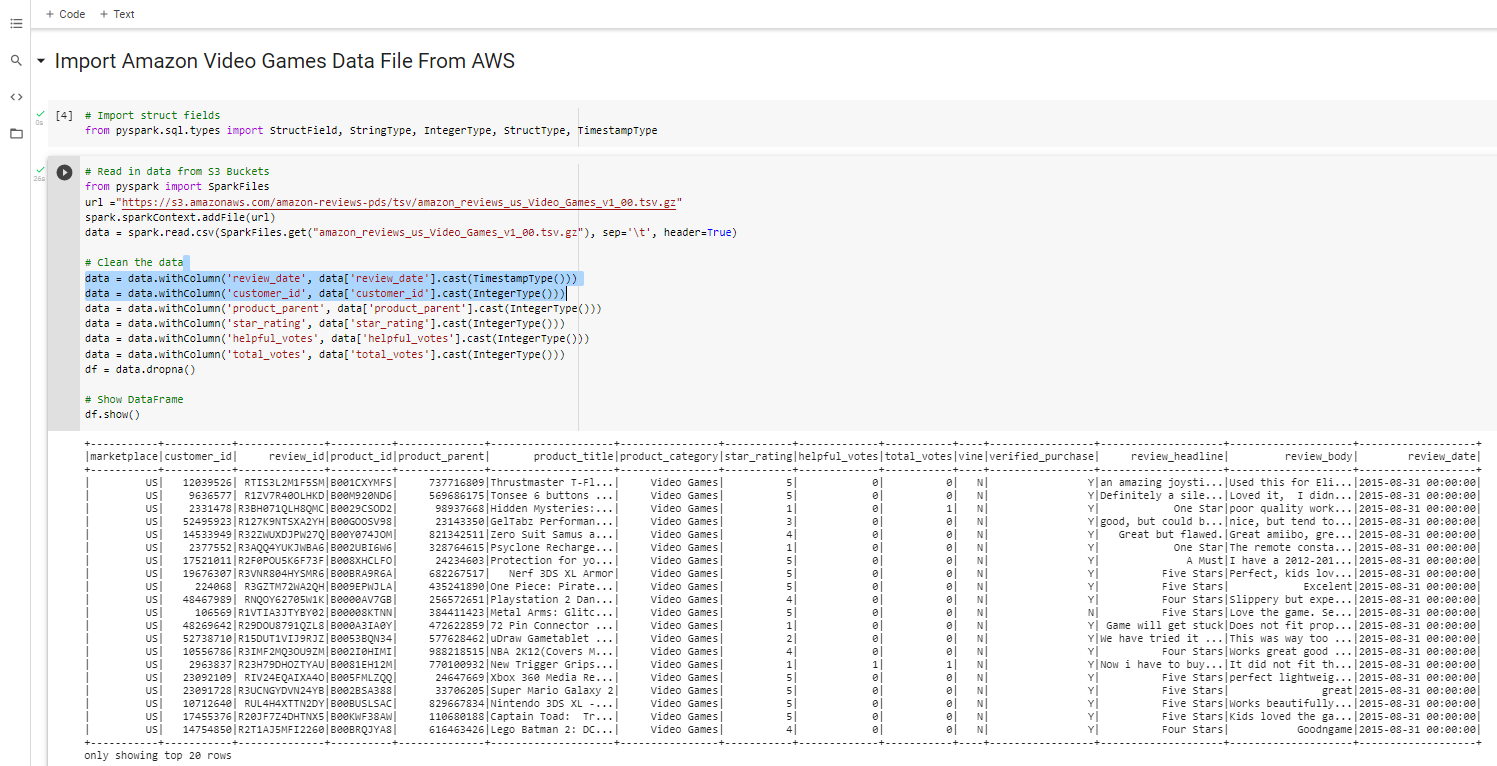 + Code + Text
Import Amazon Video Games Data File From AWS
[4] # Import struct fields
from pyspark.sql.types import StructField, StringType, IntegerType, StructType, TimestampType
0s
26s
# Read in data from S3 Buckets
from pyspark import SparkFiles
url ="https://s3.amazonaws.com/amazon-reviews-pds/tsv/amazon_reviews_us_Video_Games_v1_00.tsv.gz"
spark.sparkContext.addFile(url)
data = spark.read.csv(SparkFiles.get("amazon_reviews_us_Video_Games_v1_00.tsv.gz"), sep='\t', header=True)
# Clean the data
data = data.withColumn('review_date', data['review_date'].cast(TimestampType()))
data = data.withColumn('customer_id', data['customer_id'].cast(IntegerType()))
data = data.withColumn('product_parent', data['product_parent'].cast(IntegerType()))
data = data.withColumn('star_rating', data['star_rating'].cast(IntegerType()))
data = data.withColumn('helpful_votes', data['helpful_votes'].cast(IntegerType()))
data = data.withColumn('total_votes', data['total_votes'].cast(IntegerType()))
df = data.dropna()
# Show DataFrame
df.show()
+-----------+-----------+--------------+----------+--------------+--------------------+----------------+-----------+-------------+-----------+----+-----------------+--------------------+--------------------+-------------------+
|marketplace|customer_id|     review_id|product_id|product_parent|       product_title|product_category|star_rating|helpful_votes|total_votes|vine|verified_purchase|     review_headline|         review_body|        review_date|
+-----------+-----------+--------------+----------+--------------+--------------------+----------------+-----------+-------------+-----------+----+-----------------+--------------------+--------------------+-------------------+
|         US|   12039526| RTIS3L2M1F5SM|B001CXYMFS|     737716809|Thrustmaster T-Fl...|     Video Games|          5|            0|          0|   N|                Y|an amazing joysti...|Used this for Eli...|2015-08-31 00:00:00|
|         US|    9636577| R1ZV7R40OLHKD|B00M920ND6|     569686175|Tonsee 6 buttons ...|     Video Games|          5|            0|          0|   N|                Y|Definitely a sile...|Loved it,  I didn...|2015-08-31 00:00:00|
|         US|    2331478|R3BH071QLH8QMC|B0029CSOD2|      98937668|Hidden Mysteries:...|     Video Games|          1|            0|          1|   N|                Y|            One Star|poor quality work...|2015-08-31 00:00:00|
|         US|   52495923|R127K9NTSXA2YH|B00GOOSV98|      23143350|GelTabz Performan...|     Video Games|          3|            0|          0|   N|                Y|good, but could b...|nice, but tend to...|2015-08-31 00:00:00|
|         US|   14533949|R32ZWUXDJPW27Q|B00Y074JOM|     821342511|Zero Suit Samus a...|     Video Games|          4|            0|          0|   N|                Y|   Great but flawed.|Great amiibo, gre...|2015-08-31 00:00:00|
|         US|    2377552|R3AQQ4YUKJWBA6|B002UBI6W6|     328764615|Psyclone Recharge...|     Video Games|          1|            0|          0|   N|                Y|            One Star|The remote consta...|2015-08-31 00:00:00|
|         US|   17521011|R2F0POU5K6F73F|B008XHCLFO|      24234603|Protection for yo...|     Video Games|          5|            0|          0|   N|                Y|              A Must|I have a 2012-201...|2015-08-31 00:00:00|
|         US|   19676307|R3VNR804HYSMR6|B00BRA9R6A|     682267517|   Nerf 3DS XL Armor|     Video Games|          5|            0|          0|   N|                Y|          Five Stars|Perfect, kids lov...|2015-08-31 00:00:00|
|         US|     224068| R3GZTM72WA2QH|B009EPWJLA|     435241890|One Piece: Pirate...|     Video Games|          5|            0|          0|   N|                Y|          Five Stars|            Excelent|2015-08-31 00:00:00|
|         US|   48467989| RNQOY62705W1K|B0000AV7GB|     256572651|Playstation 2 Dan...|     Video Games|          4|            0|          0|   N|                Y|          Four Stars|Slippery but expe...|2015-08-31 00:00:00|
|         US|     106569|R1VTIA3JTYBY02|B00008KTNN|     384411423|Metal Arms: Glitc...|     Video Games|          5|            0|          0|   N|                N|          Five Stars|Love the game. Se...|2015-08-31 00:00:00|
|         US|   48269642|R29DOU8791QZL8|B000A3IA0Y|     472622859|72 Pin Connector ...|     Video Games|          1|            0|          0|   N|                Y| Game will get stuck|Does not fit prop...|2015-08-31 00:00:00|
|         US|   52738710|R15DUT1VIJ9RJZ|B0053BQN34|     577628462|uDraw Gametablet ...|     Video Games|          2|            0|          0|   N|                Y|We have tried it ...|This was way too ...|2015-08-31 00:00:00|
|         US|   10556786|R3IMF2MQ3OU9ZM|B002I0HIMI|     988218515|NBA 2K12(Covers M...|     Video Games|          4|            0|          0|   N|                Y|          Four Stars|Works great good ...|2015-08-31 00:00:00|
|         US|    2963837|R23H79DHOZTYAU|B0081EH12M|     770100932|New Trigger Grips...|     Video Games|          1|            1|          1|   N|                Y|Now i have to buy...|It did not fit th...|2015-08-31 00:00:00|
|         US|   23092109| RIV24EQAIXA4O|B005FMLZQQ|      24647669|Xbox 360 Media Re...|     Video Games|          5|            0|          0|   N|                Y|          Five Stars|perfect lightweig...|2015-08-31 00:00:00|
|         US|   23091728|R3UCNGYDVN24YB|B002BSA388|      33706205|Super Mario Galaxy 2|     Video Games|          5|            0|          0|   N|                Y|          Five Stars|               great|2015-08-31 00:00:00|
|         US|   10712640| RUL4H4XTTN2DY|B00BUSLSAC|     829667834|Nintendo 3DS XL -...|     Video Games|          5|            0|          0|   N|                Y|          Five Stars|Works beautifully...|2015-08-31 00:00:00|
|         US|   17455376|R20JF7Z4DHTNX5|B00KWF38AW|     110680188|Captain Toad:  Tr...|     Video Games|          5|            0|          0|   N|                Y|          Five Stars|Kids loved the ga...|2015-08-31 00:00:00|
|         US|   14754850|R2T1AJ5MFI2260|B00BRQJYA8|     616463426|Lego Batman 2: DC...|     Video Games|          4|            0|          0|   N|                Y|          Four Stars|           Goodngame|2015-08-31 00:00:00|
+-----------+-----------+--------------+----------+--------------+--------------------+----------------+-----------+-------------+-----------+----+-----------------+--------------------+--------------------+-------------------+
only showing top 20 rows